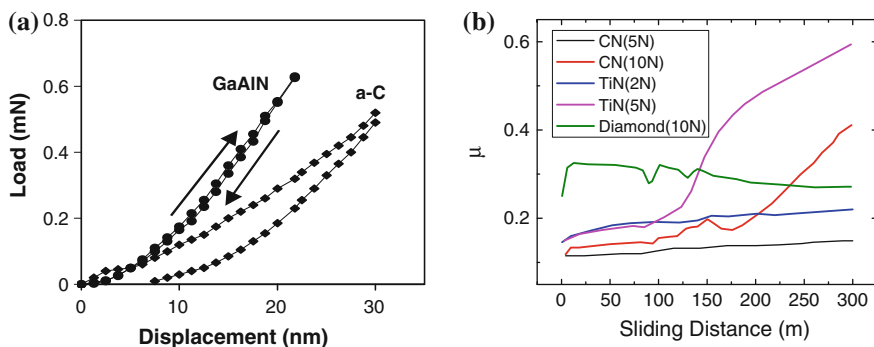 (a)
0.8
0.6
0.4
0.2
0
Load (mN)
GaAlN
a-C
0
10
20
30
Displacement (nm)
(b)
CN(5N)
CN(10N)
TiN(2N)
TiN(5N)
Diamond(10N)
0.6
0.4
0.2
μ
0
50
100
150
200
250
300
Sliding Distance (m)